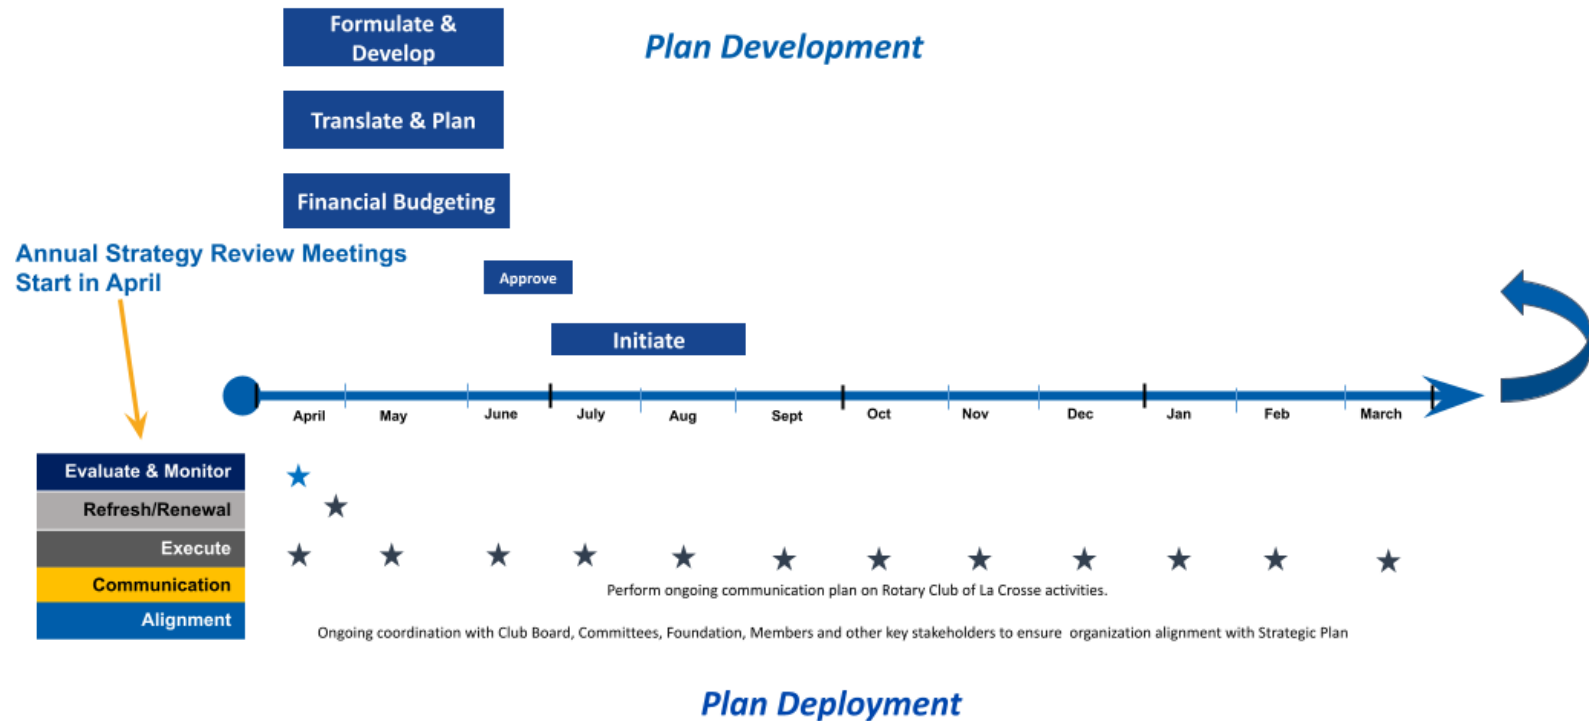 Formulate &
Develop
Plan Development
Translate & Plan
Financial Budgeting
Annual Strategy Review Meetings
Start in April
Approve
Initiate
April May June July Aug Sept Oct Nov Dec Jan Feb March
Evaluate & Monitor
Refresh/Renewal
Execute
Communication
Perform ongoing communication plan on Rotary Club of La Crosse activities.
Alignment
Ongoing coordination with Club Board, Committees, Foundation, Members and other key stakeholders to ensure organization alignment with Strategic Plan
Plan Deployment